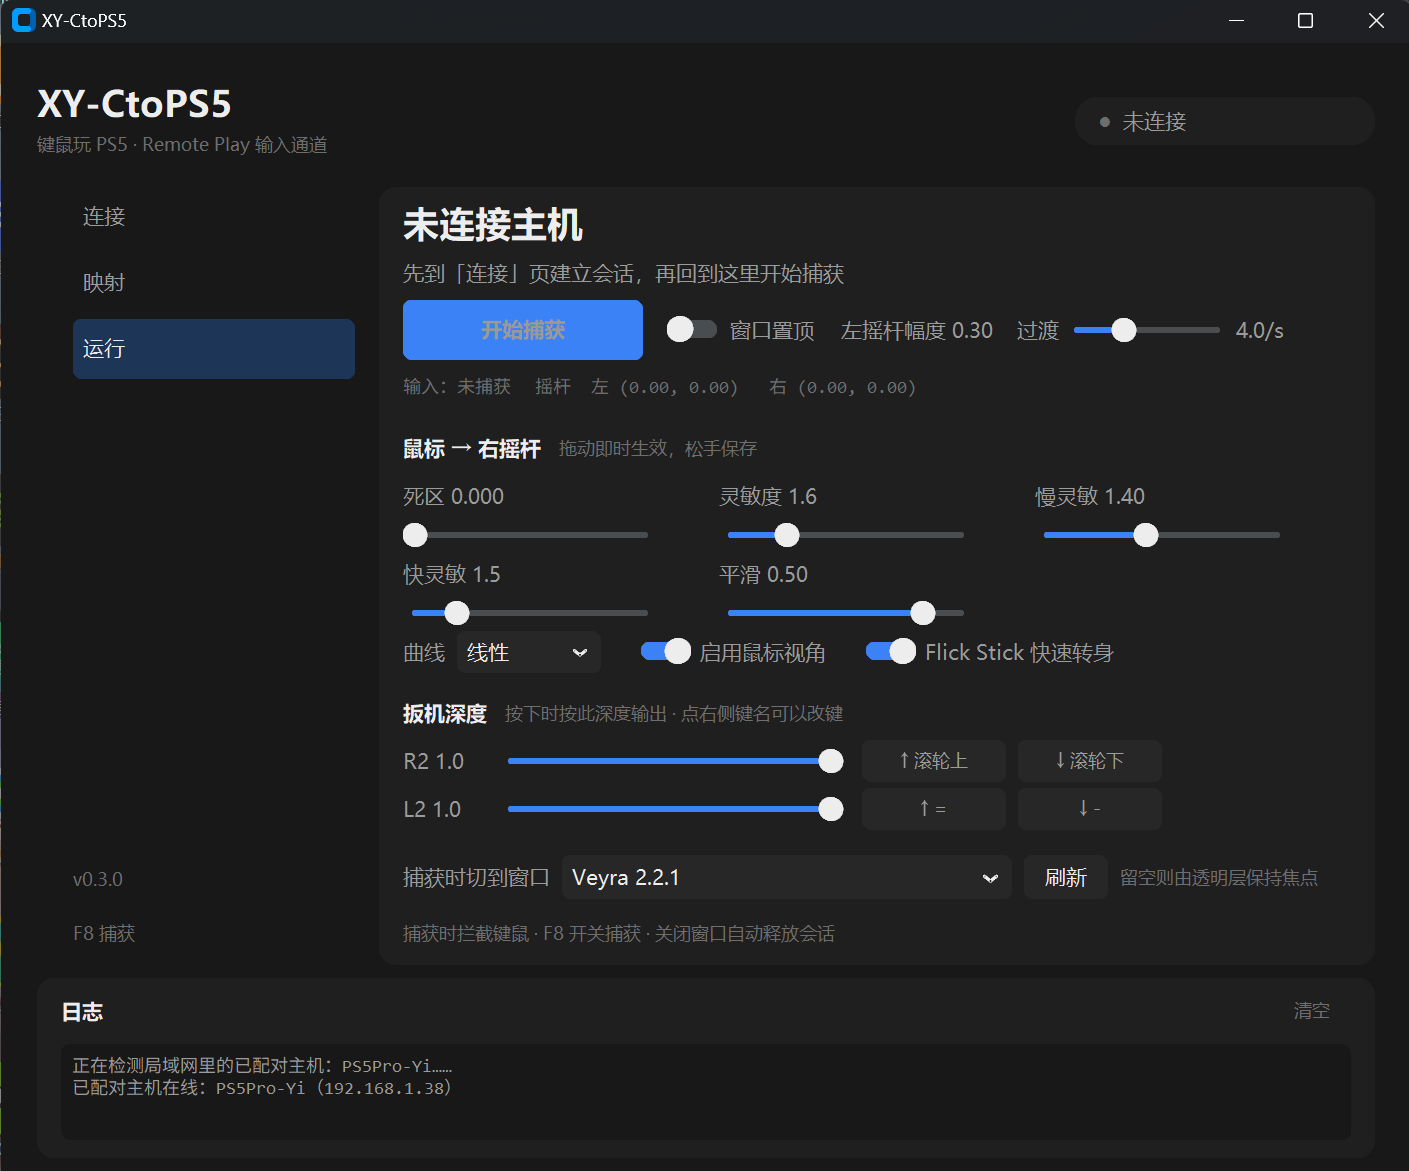 XY-CtoPS5
XY-CtoPS5
键鼠玩 PS5 · Remote Play 输入通道
未连接
连接
映射
运行
v0.3.0
F8 捕获
未连接主机
先到「连接」页建立会话，再回到这里开始捕获
开始捕获 窗口置顶 左摇杆幅度 0.30 过渡 4.0/s
输入：未捕获 摇杆 左 (0.00, 0.00) 右 (0.00, 0.00)
鼠标 → 右摇杆 拖动即时生效，松手保存
死区 0.000 灵敏度 1.6 慢灵敏 1.40
快灵敏 1.5 平滑 0.50
曲线 线性 启用鼠标视角 Flick Stick 快速转身
扳机深度 按下时按此深度输出 · 点右侧键名可以改键
R2 1.0 ↑ 滚轮上 ↓ 滚轮下
L2 1.0 ↑ = ↓ -
捕获时切到窗口 Veyra 2.2.1 刷新 留空则由透明层保持焦点
捕获时拦截键鼠 · F8 开关捕获 · 关闭窗口自动释放会话
日志 清空
正在检测局域网里的已配对主机：PS5Pro-Yi……
已配对主机在线：PS5Pro-Yi（192.168.1.38）